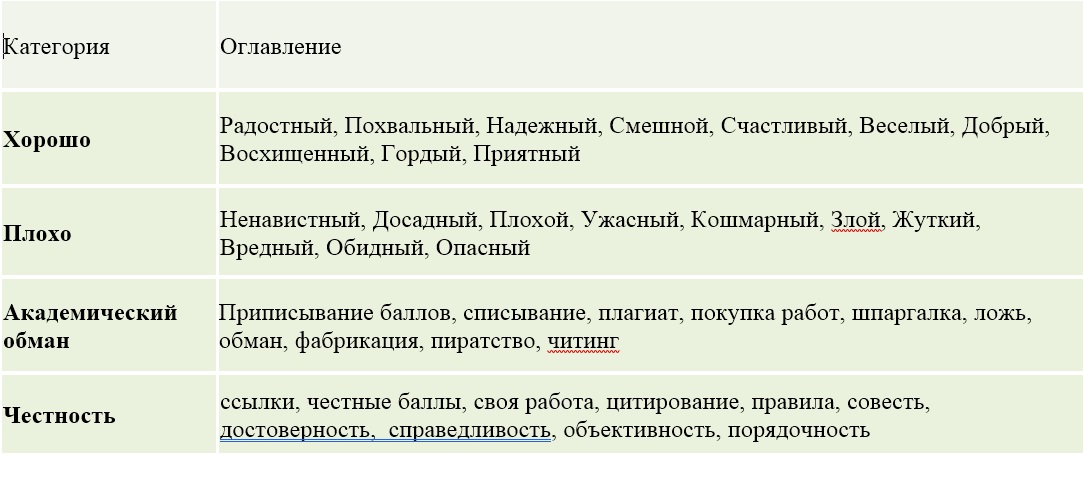 Категория
Оглавление
Хорошо
Радостный, Похвальный, Надежный, Смешной, Счастливый, Веселый, Добрый,
Восхищенный, Гордый, Приятный
Плохо
Ненавистный, Досадный, Плохой, Ужасный, Кошмарный, Злой, Жуткий,
Вредный, Обидный, Опасный
Академический
обман
Приписывание баллов, списывание, плагиат, покупка работ, шпаргалка, ложь,
обман, фабрикация, пиратство, читинг
Честность
ссылки, честные баллы, своя работа, цитирование, правила, совесть,
достоверность, справедливость, объективность, порядочность